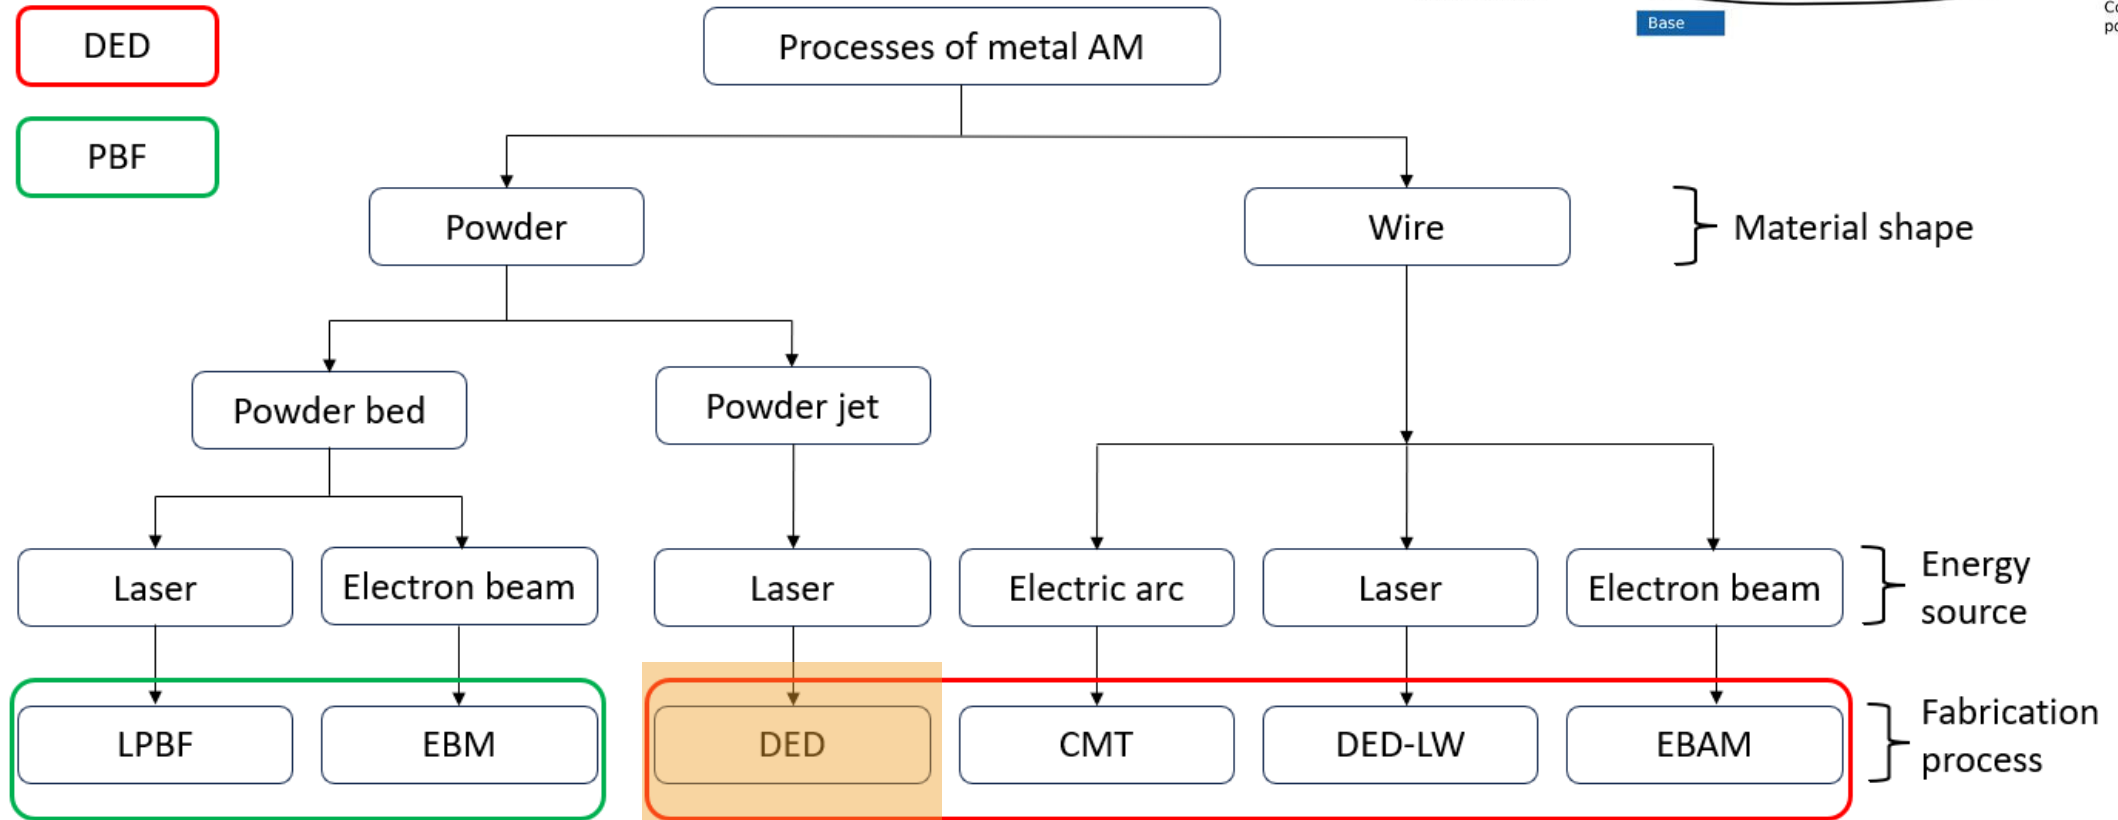 DED
Processes of metal AM
Base
PBF
Powder
Wire
Material shape
Powder bed
Powder jet
Laser
Electron beam
Laser
Electric arc
Laser
Electron beam
Energy
source
LPBF
EBM
DED
CMT
DED-LW
EBAM
Fabrication
process